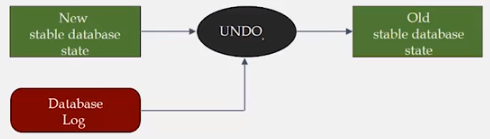 New
stable database
state
UNDO.
Old
stable database
state
Database
Log